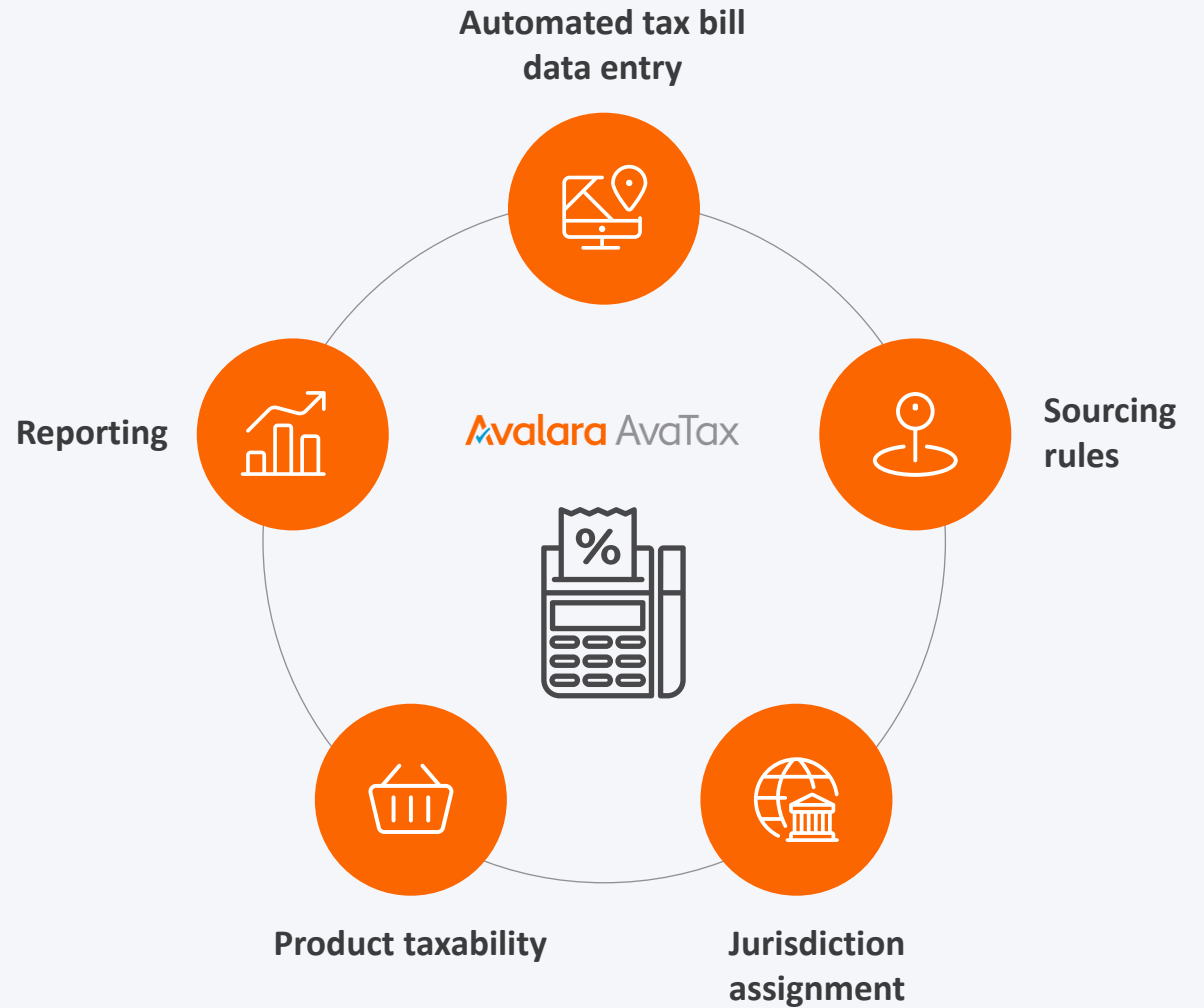 Automated tax bill
data entry
Reporting
Avalara AvaTax
Sourcing
rules
%
Product taxability
Jurisdiction
assignment